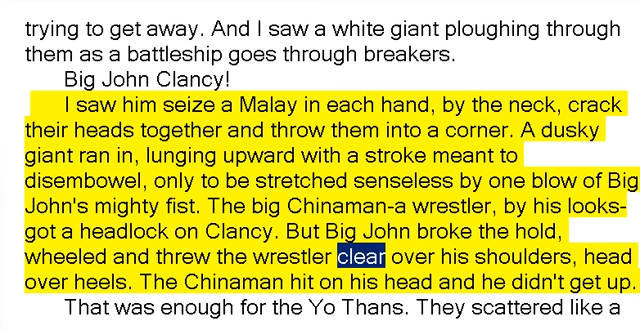 trying to get away. And I saw a white giant ploughing through
them as a battleship goes through breakers.
Big John Clancy!
I saw him seize a Malay in each hand, by the neck, crack
their heads together and throw them into a corner. A dusky
giant ran in, lunging upward with a stroke meant to
disembowel, only to be stretched senseless by one blow of Big
John's mighty fist. The big Chinaman-a wrestler, by his looks-
got a headlock on Clancy. But Big John broke the hold,
wheeled and threw the wrestler clear over his shoulders, head
over heels. The Chinaman hit on his head and he didn't get up.
That was enough for the Yo Thans. They scattered like a